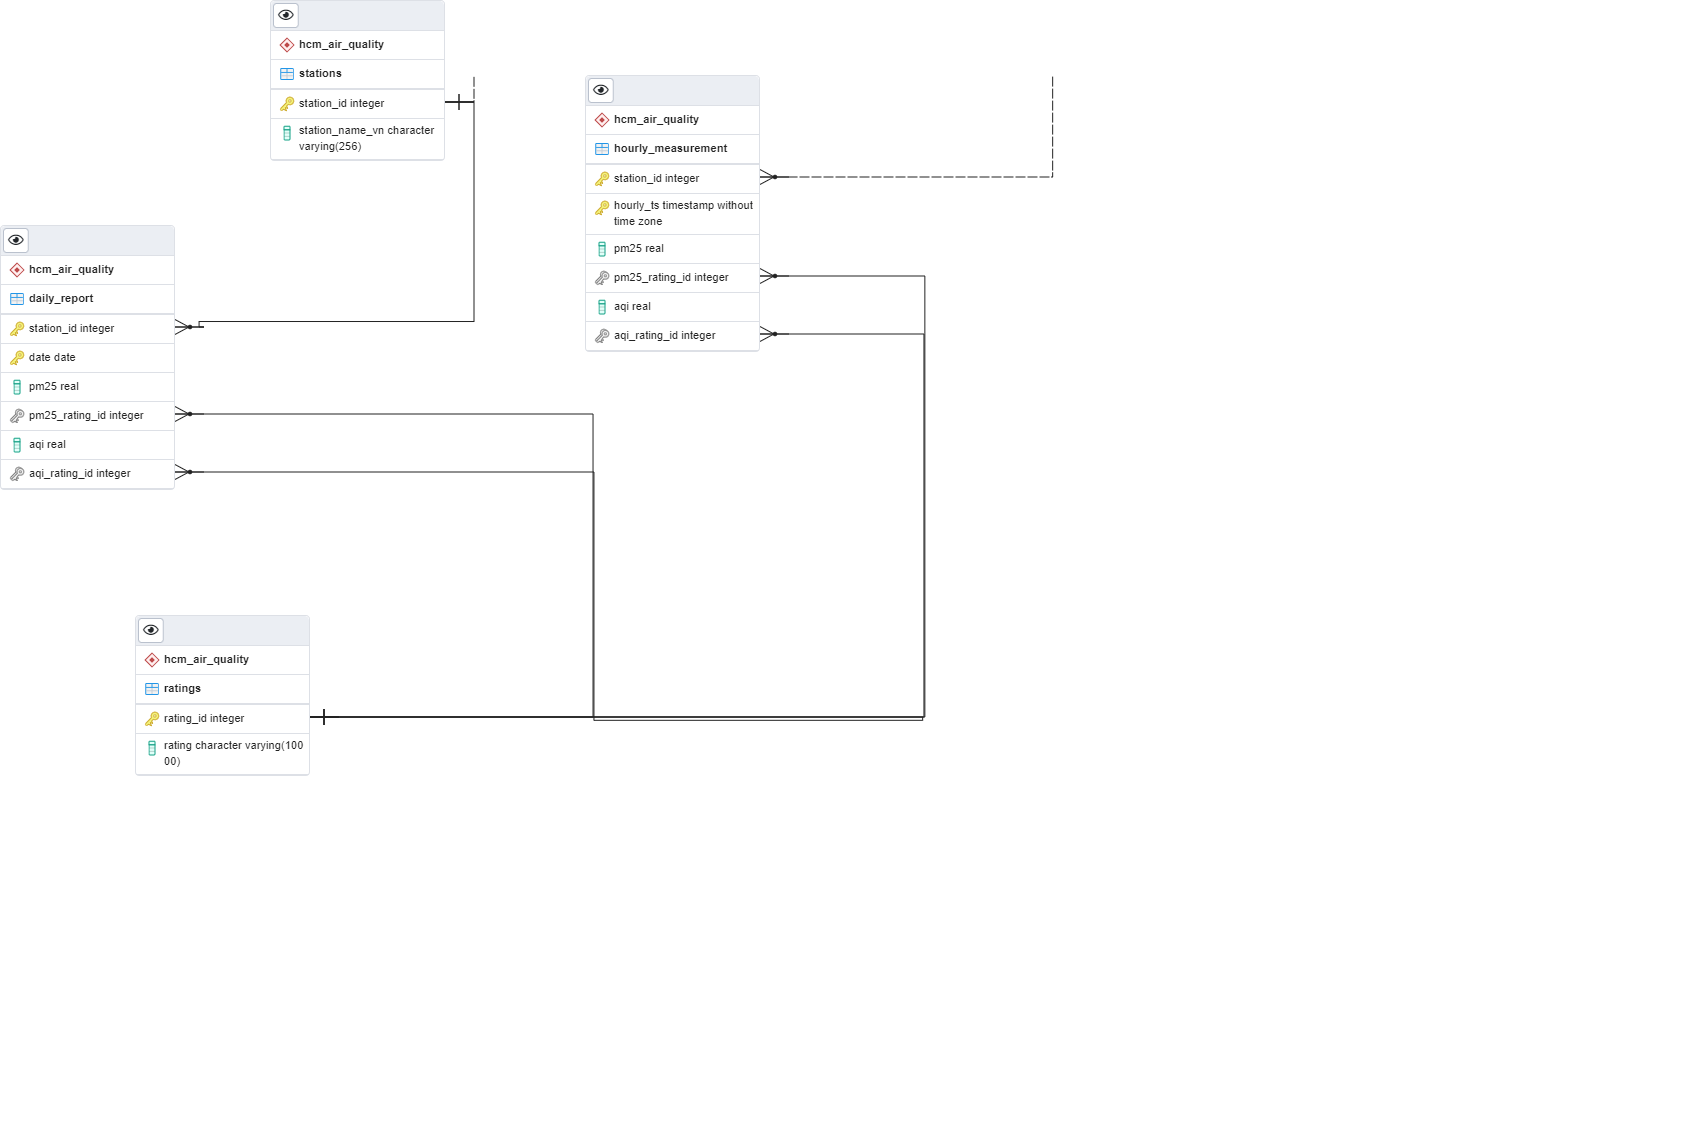 hcm_air_quality
stations
station_id integer
station_name_vn character
varying(256)
hcm_air_quality
hourly_measurement
station_id integer
hourly_ts timestamp without
time zone
pm25 real
pm25_rating_id integer
aqi real
aqi_rating_id integer
hcm_air_quality
daily_report
station_id integer
date date
pm25 real
pm25_rating_id integer
aqi real
aqi_rating_id integer
hcm_air_quality
ratings
rating_id integer
rating character varying(100
00)